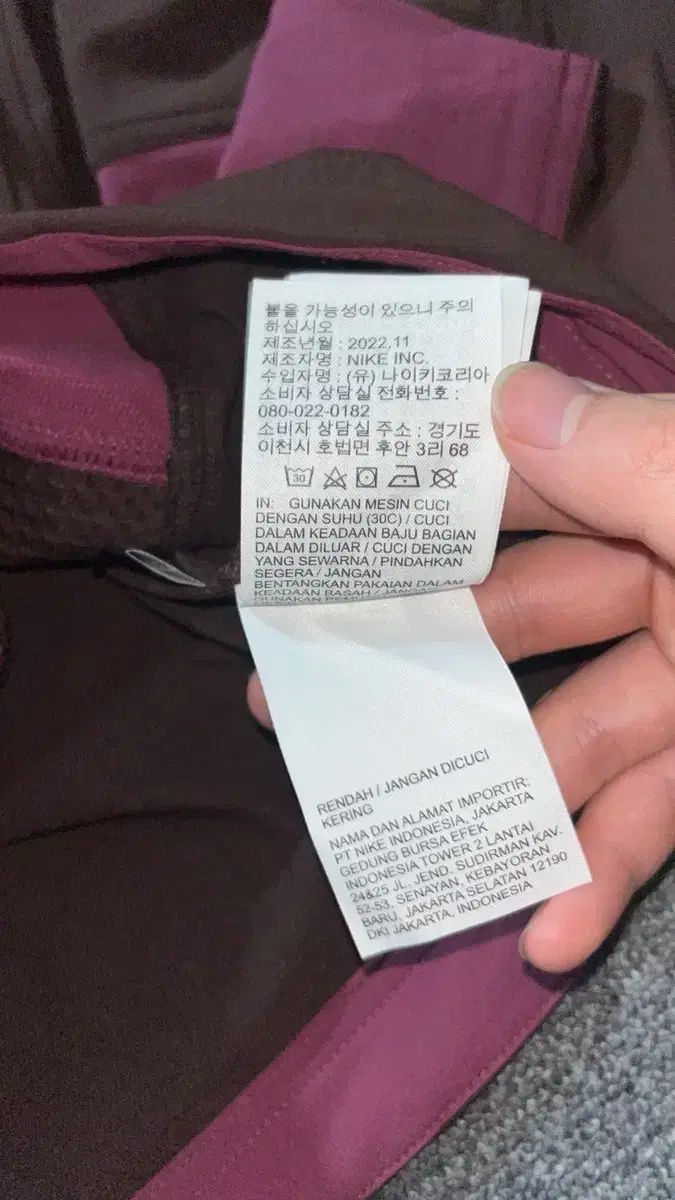 붙을 가능성이 있으니 주의
하십시오
제조년월 : 2022.11
제조자명 : NIKE INC.
수입자명 : (유) 나이키코리아
소비자 상담실 전화번호 :
080-022-0182
소비자 상담실 주소 : 경기도
이천시 호법면 후안 3리 68
30
IN: GUNAKAN MESIN CUCI
DENGAN SUHU (30C) / CUCI
DALAM KEADAAN BAJU BAGIAN
DALAM DILUAR / CUCI DENGAN
YANG SEWARNA / PINDAHKAN
SEGERA / JANGAN
BENTANGKAN PAKAIAN DALAM
KEADAAN BASAH / JANGAN
GUNAKAN
RENDAH / JANGAN DICUCI
KERING
NAMA DAN ALAMAT IMPORTIR:
PT NIKE INDONESIA, JAKARTA
GEDUNG BURSA EFEK
INDONESIA TOWER 2 LANTAI
24&25 JL. JEND. SUDIRMAN KAV.
52-53, SENAYAN, KEBAYORAN
BARU, JAKARTA SELATAN 12190
DKI JAKARTA, INDONESIA